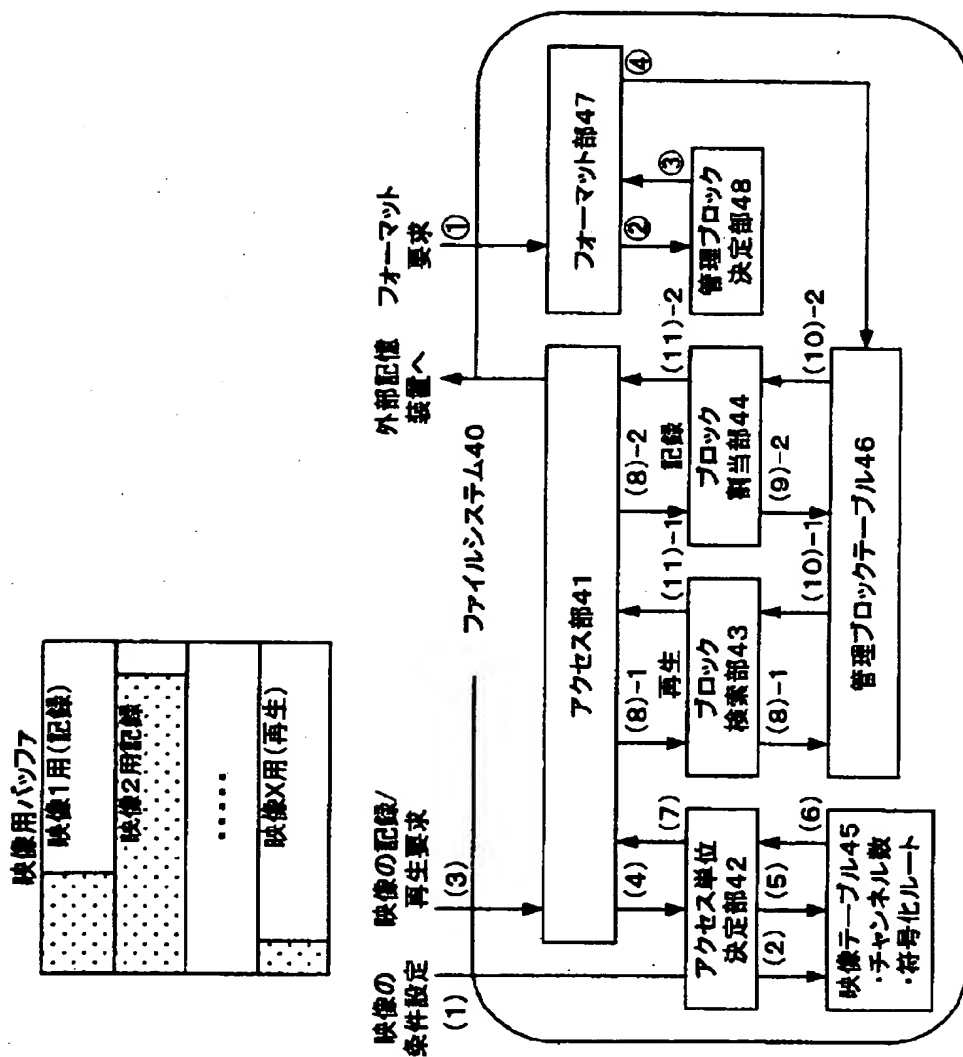 映像用バッファ
映像1用(記録)
映像2用記録
・・・・・
映像X用(再生)
映像の
条件設定
(1)
映像の記録/
再生要求
(3)
ファイルシステム40
外部記憶
装置へ
フォーマット
要求
①
アクセス部41
フォーマット部47
(4)
(7)
(8)-1
再生
(11)-1
(8)-2
記録
(11)-2
②
③
④
アクセス単位
決定部42
ブロック
検索部43
ブロック
割当部44
管理ブロック
決定部48
(2)
(5)
(6)
(8)-1
(10)-1
(9)-2
(10)-2
映像テーブル45
・チャンネル数
・符号化ルート
管理ブロックテーブル46